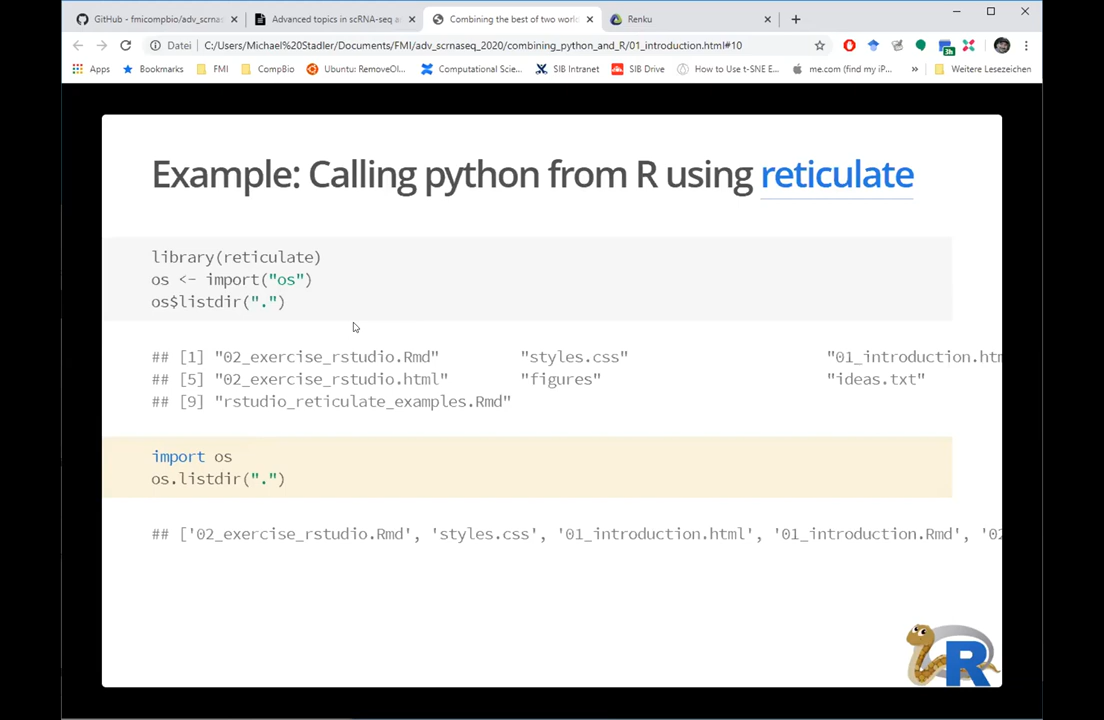 GitHub - fmicompbio/adv_scrnas
Advanced topics in scRNA-seq a
Combining the best of two world
Renku
Datei
C:/Users/Michael%20Stadler/Documents/FMI/adv_scrnaseq_2020/combining_python_and_R/01_introduction.html#10
3h
Apps
Bookmarks
FMI
CompBio
Ubuntu: RemoveOl...
Computational Scie...
SIB Intranet
SIB Drive
How to Use t-SNE E...
me.com (find my iP...
»
Weitere Lesezeichen
Example: Calling python from R using reticulate
library(reticulate)
os <- import("os")
os$listdir(".")
## [1] "02_exercise_rstudio.Rmd" "styles.css" "01_introduction.htm
## [5] "02_exercise_rstudio.html" "figures" "ideas.txt"
## [9] "rstudio_reticulate_examples.Rmd"
import os
os.listdir(".")
## ['02_exercise_rstudio.Rmd', 'styles.css', '01_introduction.html', '01_introduction.Rmd', '02
R